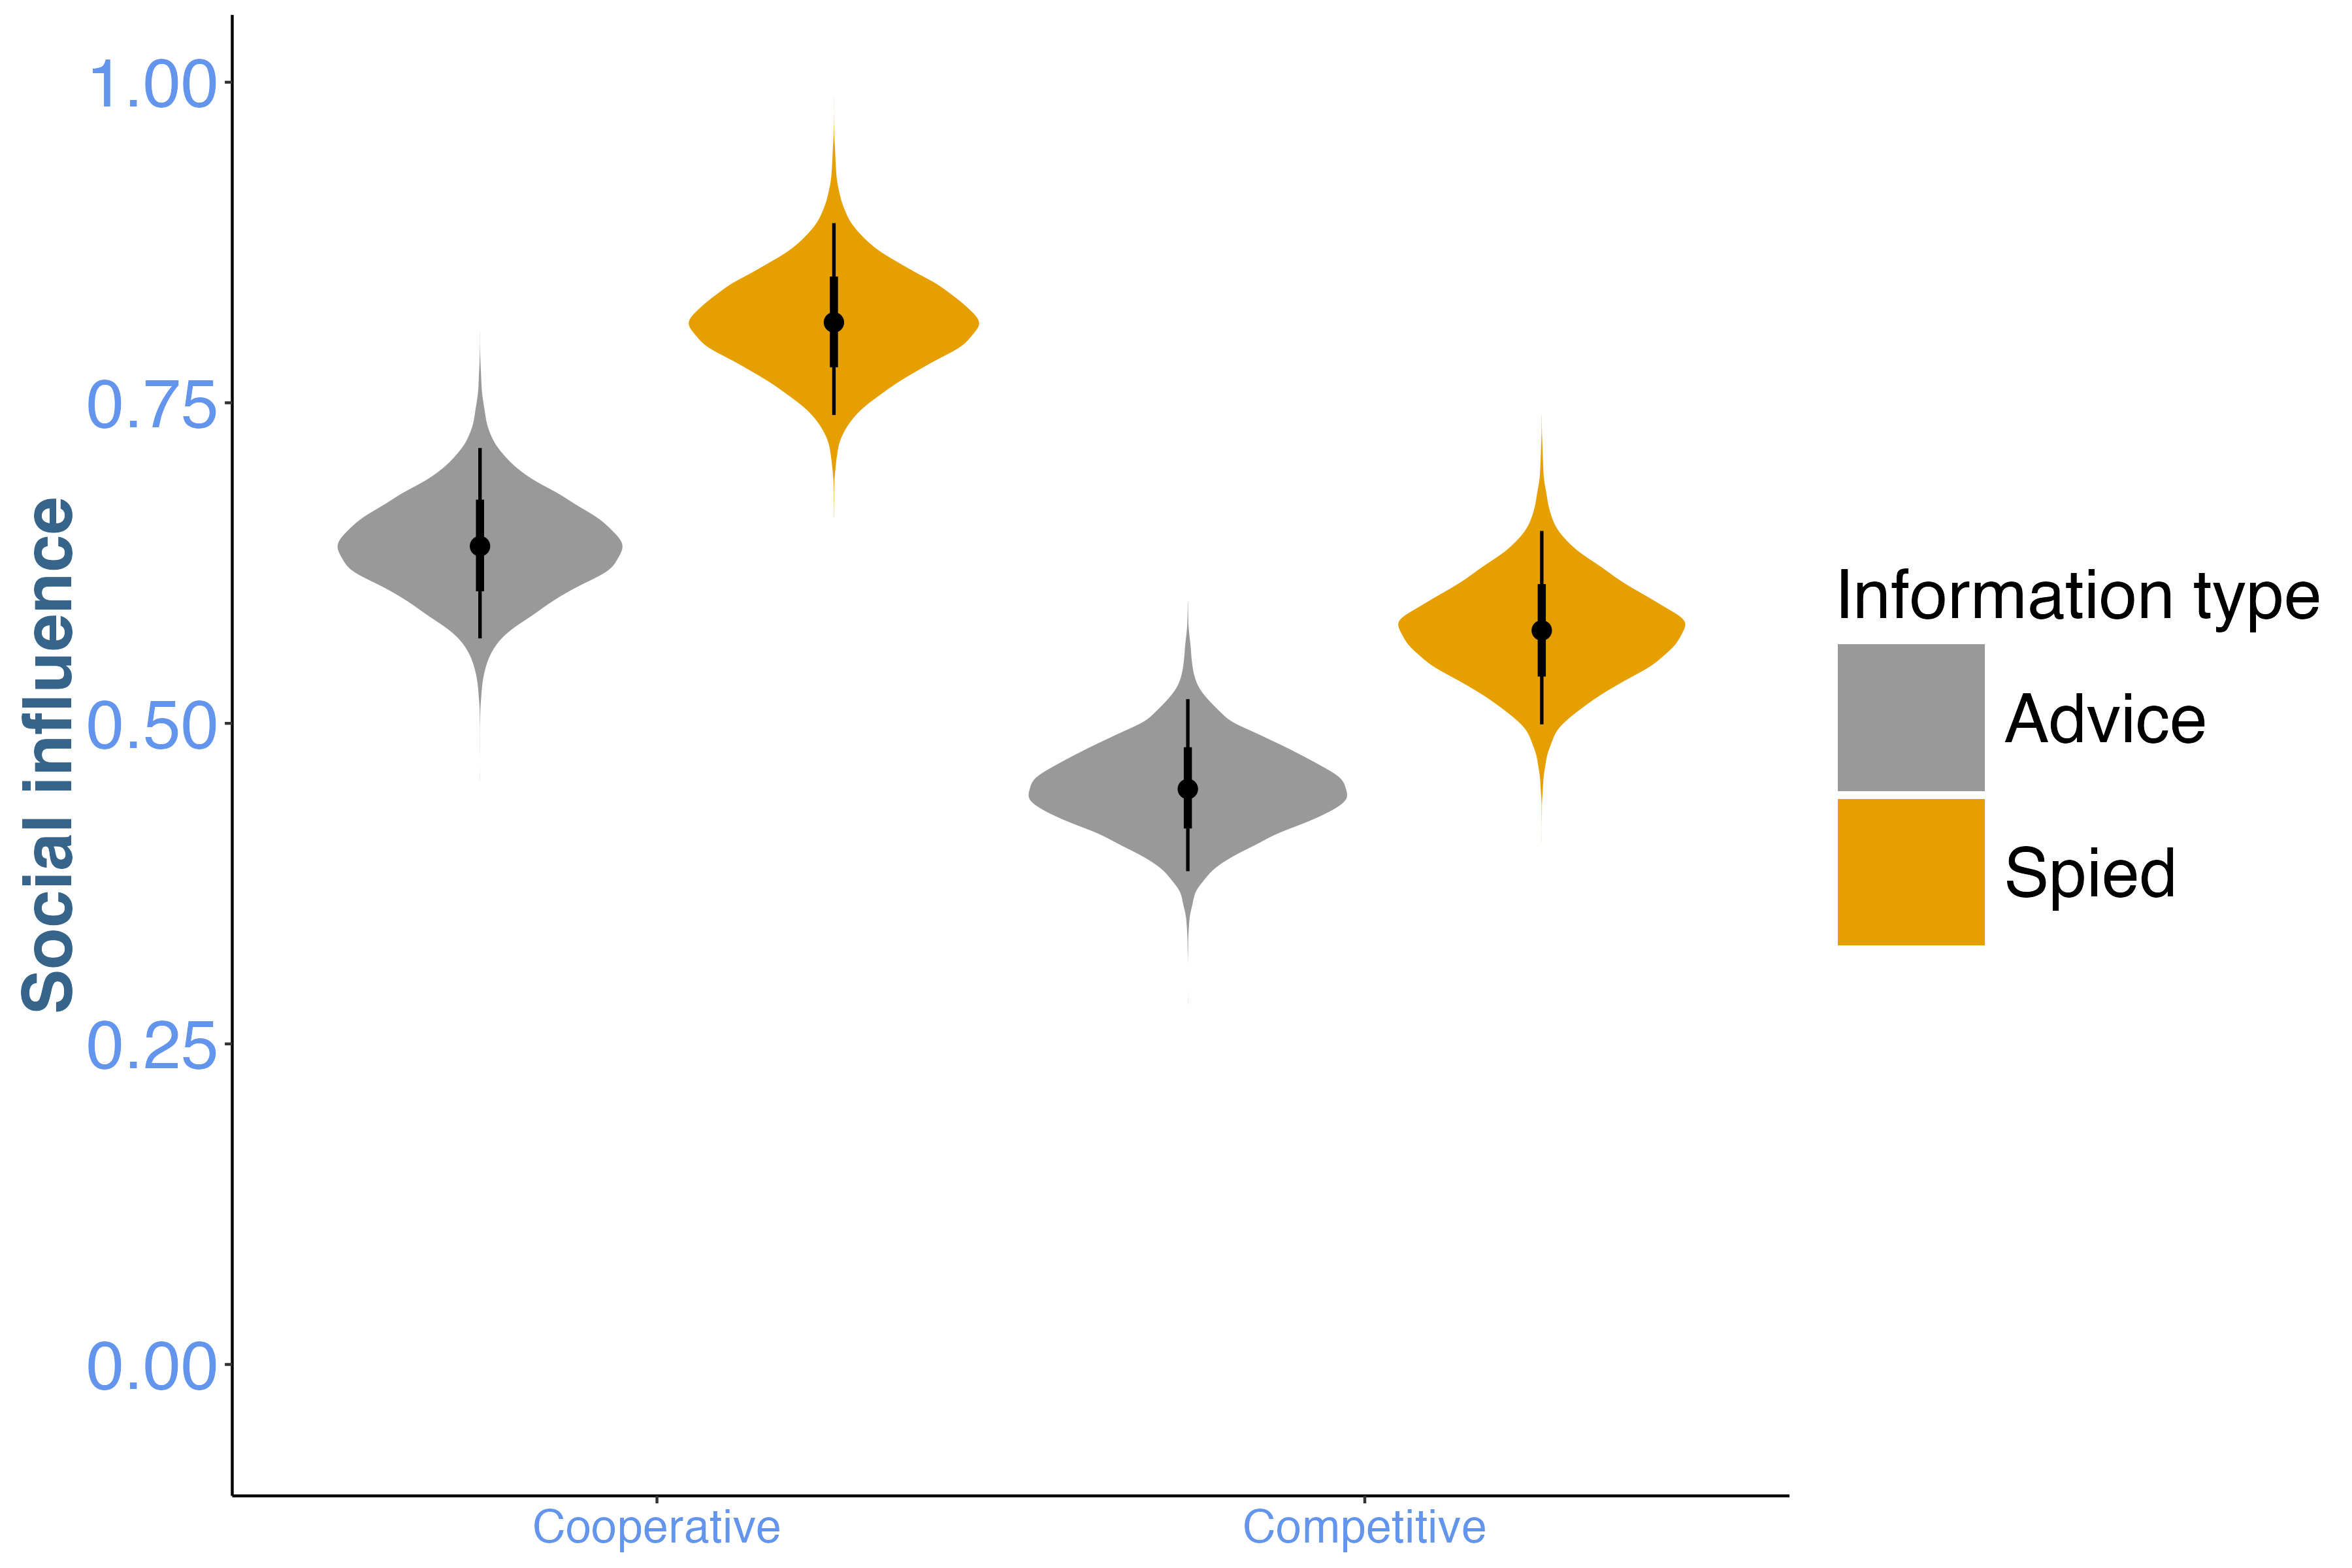 Social influence
1.00
0.75
0.50
0.25
0.00
Cooperative
Competitive
Information type
Advice
Spied